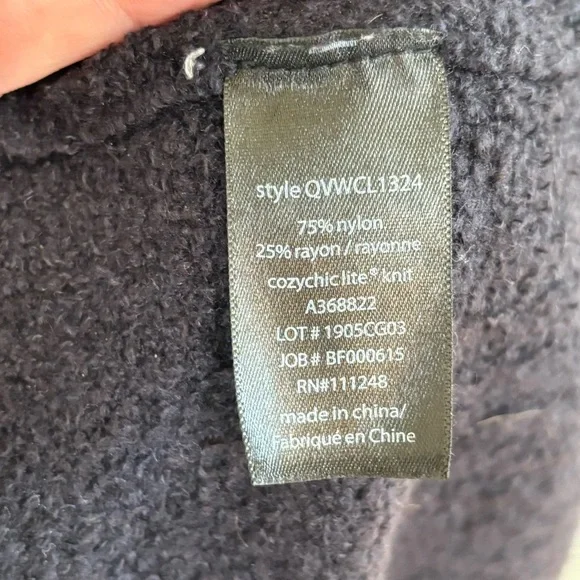 style QVWCL1324
75% nylon
25% rayon / rayonne
cozychic lite® knit
A368822
LOT # 1905CG03
JOB # BF000615
RN#111248
made in china/
Fabriqué en Chine